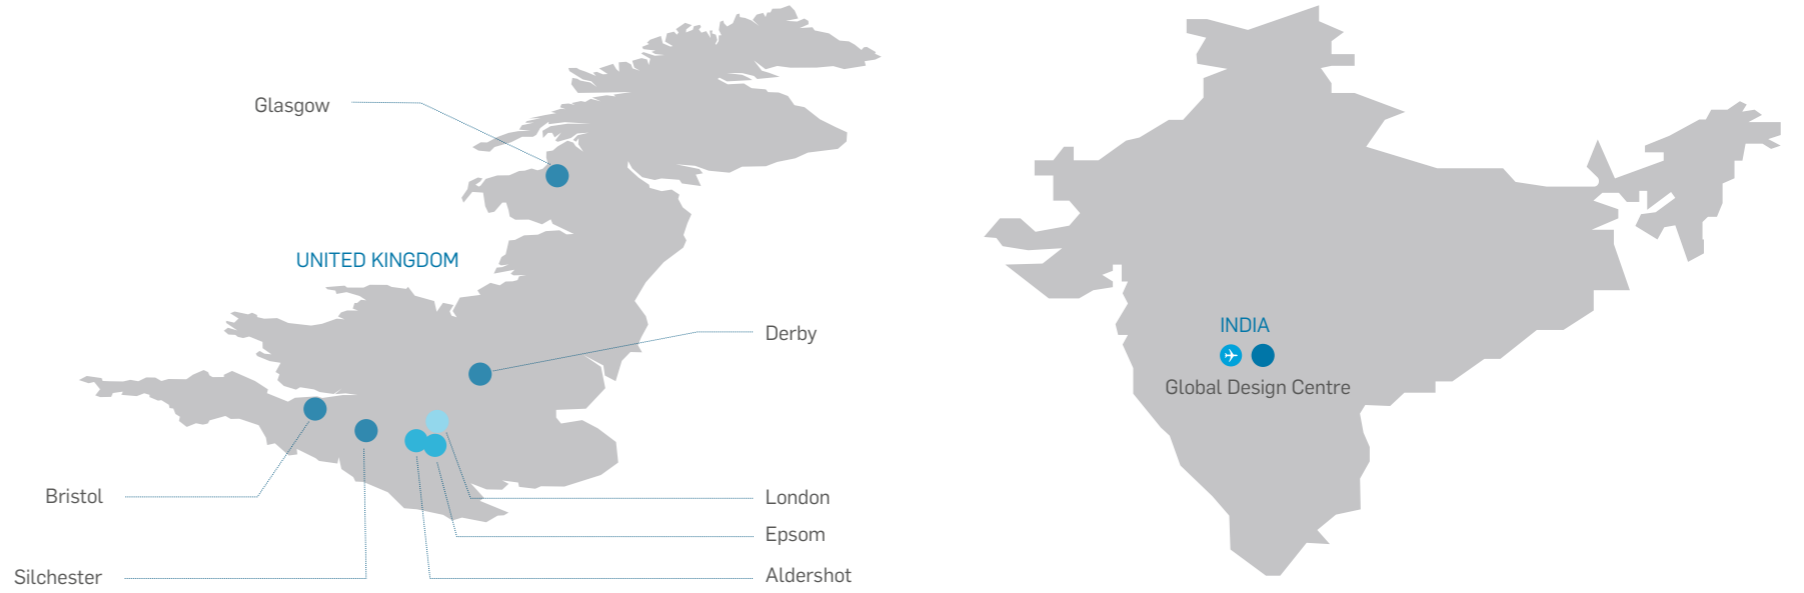 Glasgow
UNITED KINGDOM
Derby
Bristol
London
Epsom
Silchester
Aldershot
INDIA
Global Design Centre